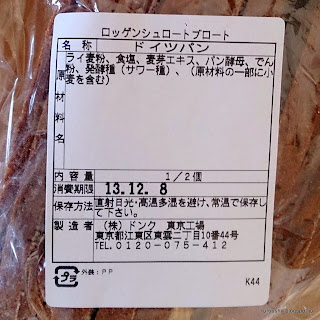 ロッゲンシュロートブロート
名称 ドイツパン
原材料名 ライ麦粉、食塩、麦芽エキス、パン酵母、でん
粉、発酵種(サワー種)、(原材料の一部に小
麦を含む)
内容量 1/2個
消費期限 13.12.8
保存方法 直射日光・高温多湿を避け、常温で保存し
て下さい。
製造者 (株)ドンク 東京工場
東京都江東区東雲二丁目10番44号
TEL.0120-075-412
プラ 外装:PP
K44